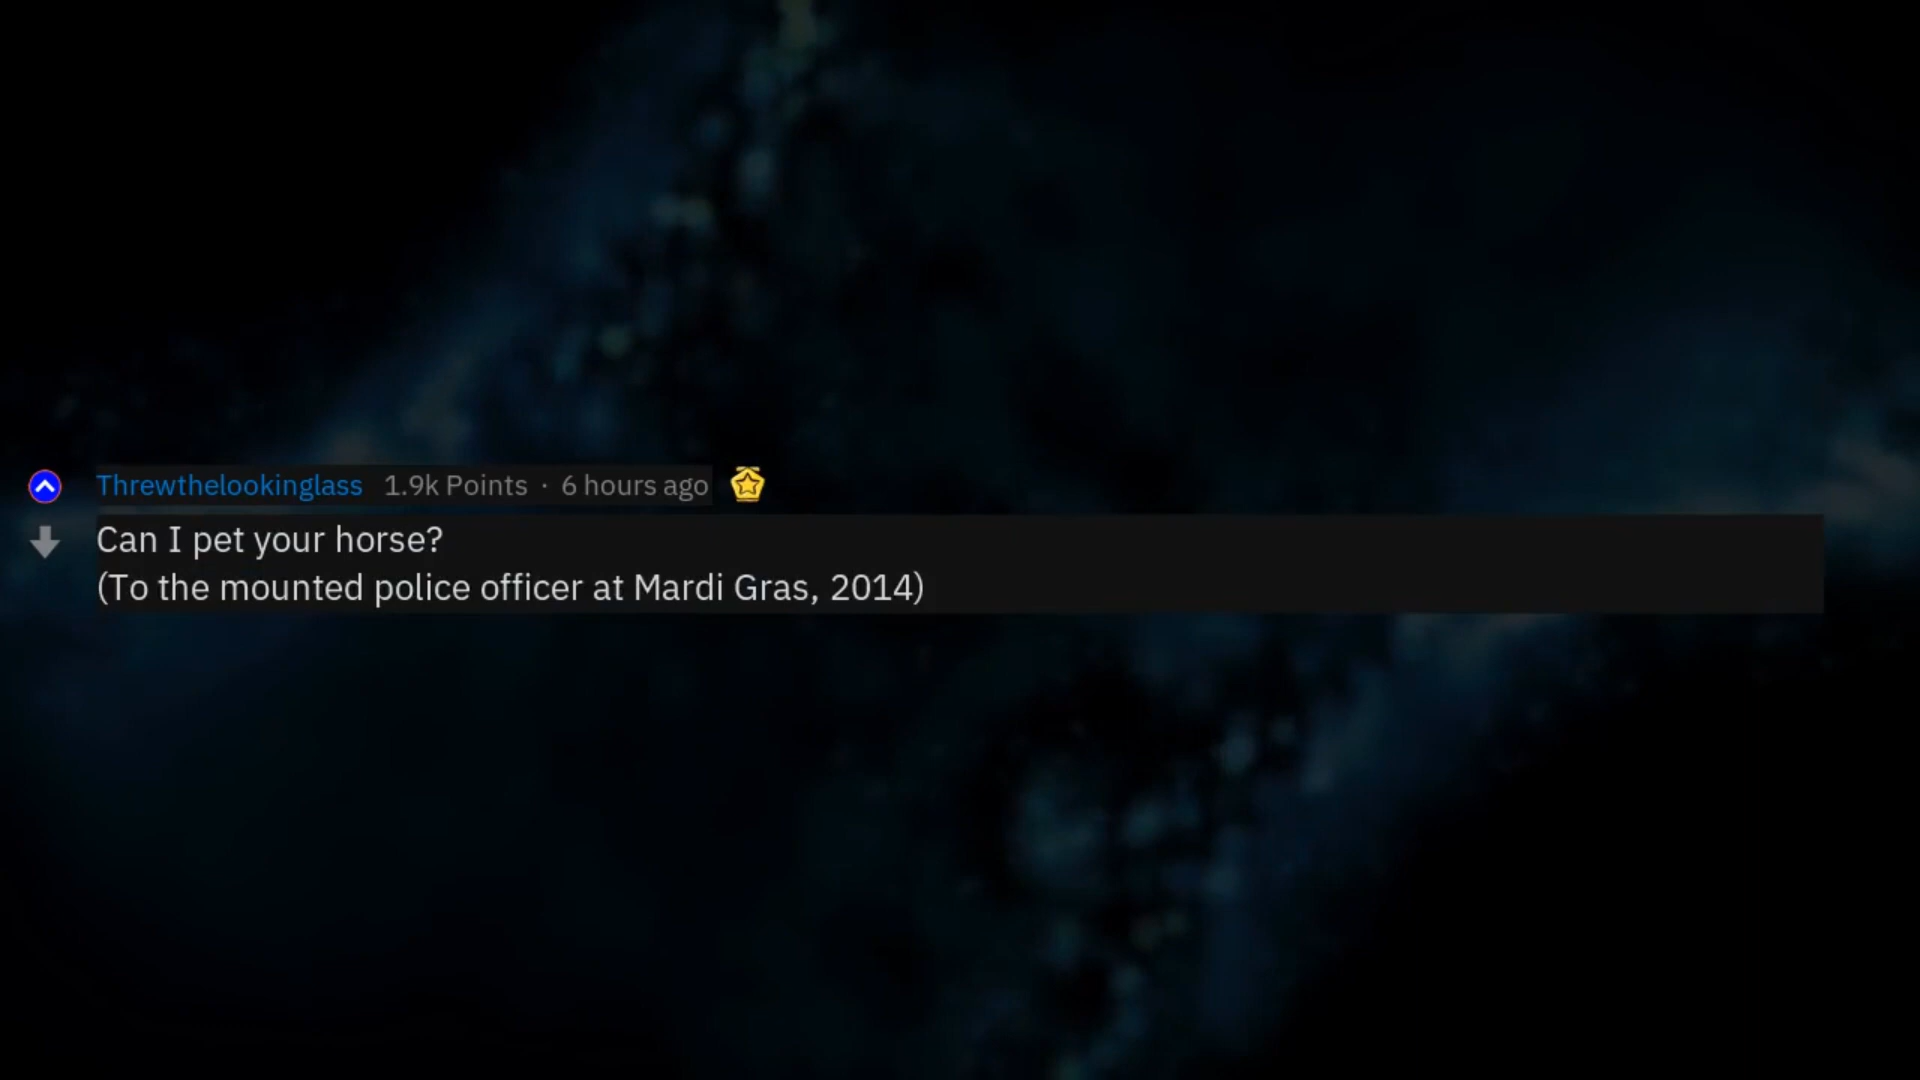 Threwthelookinglass 1.9k Points · 6 hours ago
Can I pet your horse?
(To the mounted police officer at Mardi Gras, 2014)